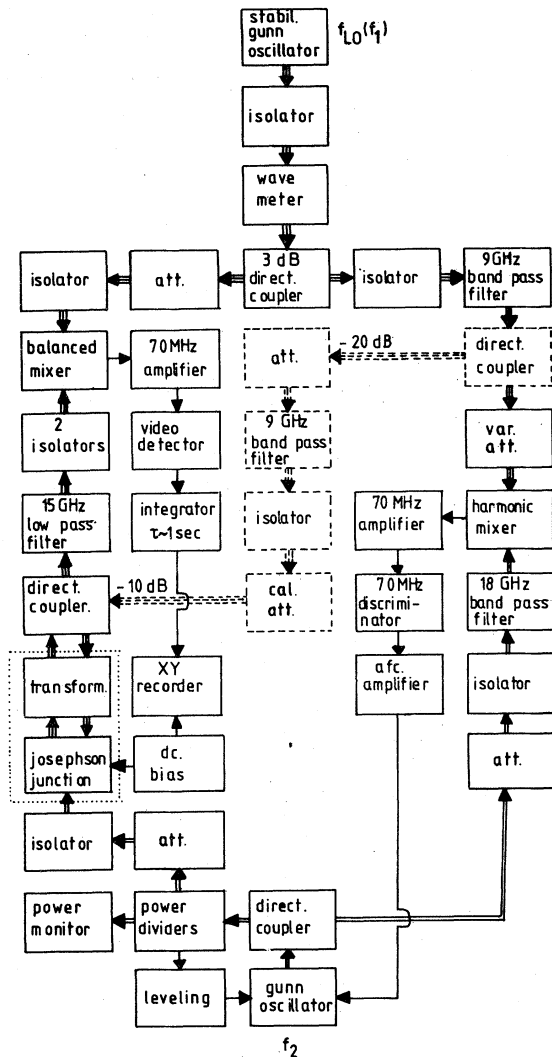 stabil.
gunn
oscillator
f_LO(f_1)
isolator
wave
meter
isolator
att.
3 dB
direct.
coupler
isolator
9GHz
band pass
filter
balanced
mixer
70MHz
amplifier
att.
- 20 dB
direct.
coupler
2
isolators
video
detector
9 GHz
band pass
filter
var.
att.
15GHz
low pass
filter
integrator
τ~1sec
isolator
70 MHz
amplifier
harmonic
mixer
direct.
coupler.
- 10 dB
cal.
att.
70MHz
discrimi-
nator
18 GHz
band pass
filter
transform.
XY
recorder
afc.
amplifier
isolator
josephson
junction
dc.
bias
att.
isolator
att.
power
monitor
power
dividers
direct.
coupler
leveling
gunn
oscillator
f_2